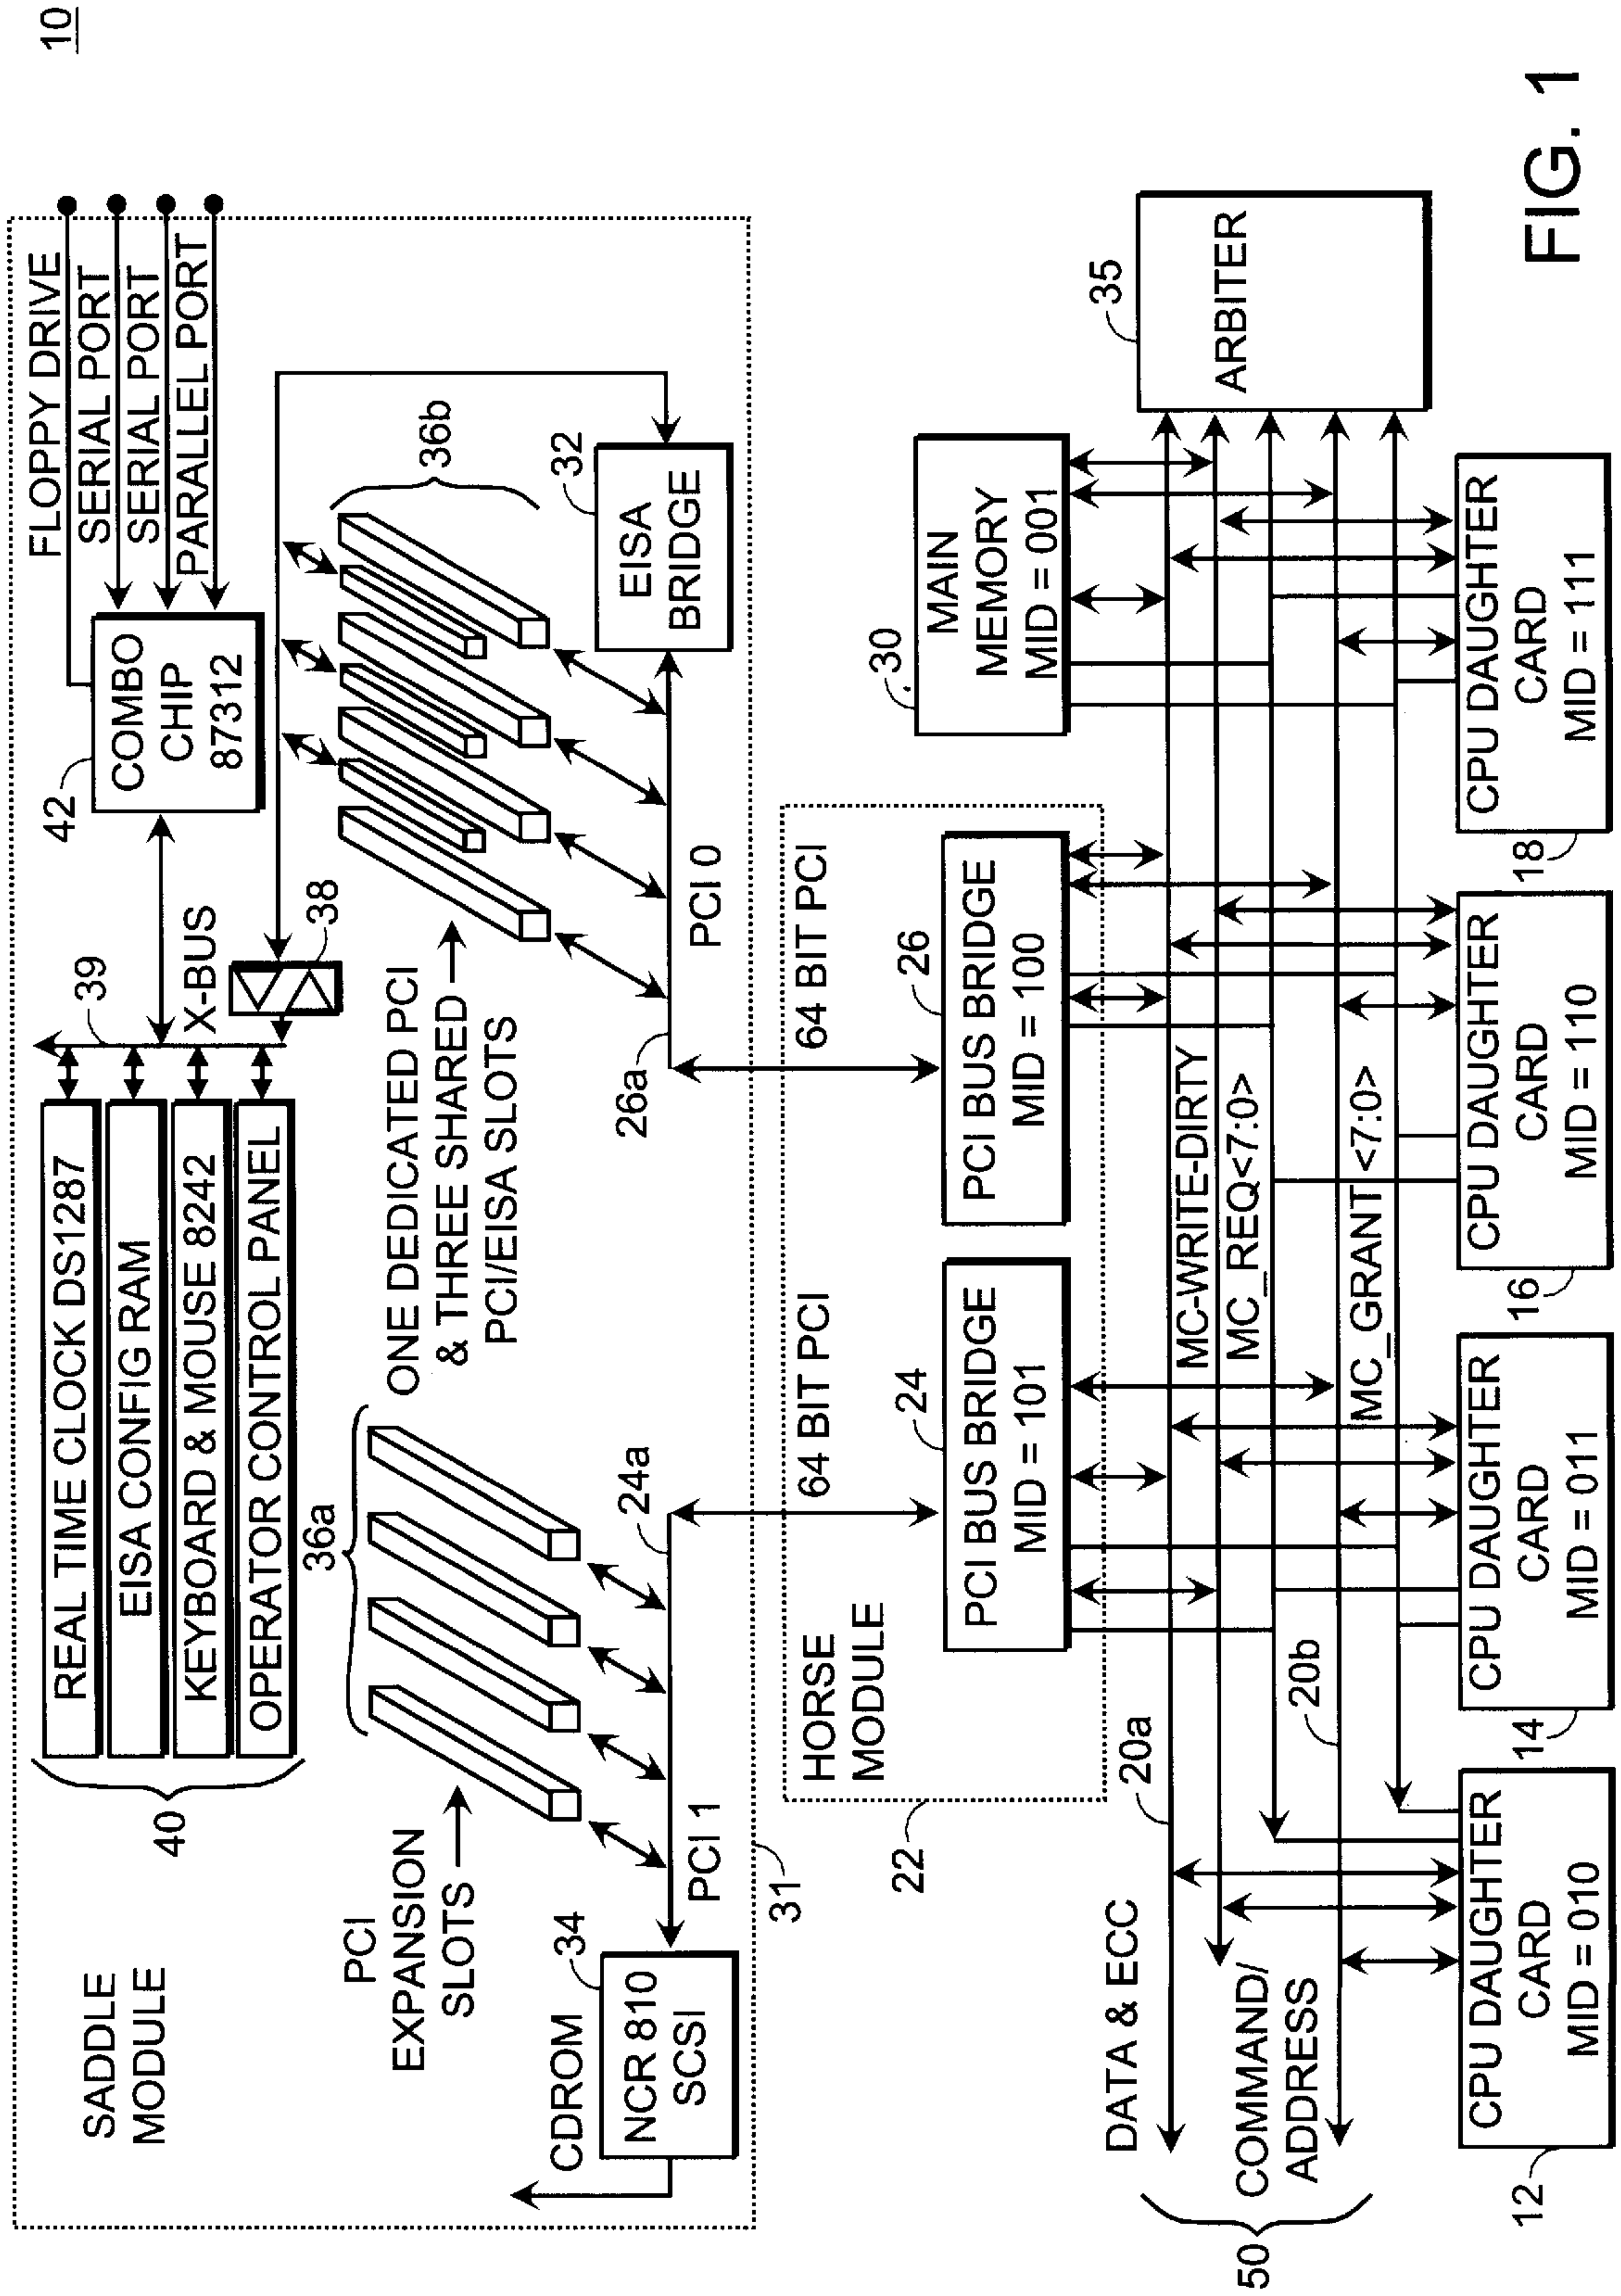 10
SADDLE
MODULE
40
REAL TIME CLOCK DS1287
EISA CONFIG RAM
KEYBOARD & MOUSE 8242
OPERATOR CONTROL PANEL
39
X-BUS
38
42
COMBO
CHIP
87312
FLOPPY DRIVE
SERIAL PORT
SERIAL PORT
PARALLEL PORT
PCI
EXPANSION
SLOTS
36a
ONE DEDICATED PCI
& THREE SHARED
PCI/EISA SLOTS
36b
CDROM
34
NCR 810
SCSI
PCI 1
24a
26a
PCI 0
32
EISA
BRIDGE
31
22
HORSE
MODULE
64 BIT PCI
64 BIT PCI
24
PCI BUS BRIDGE
MID = 101
26
PCI BUS BRIDGE
MID = 100
30
MAIN
MEMORY
MID = 001
35
ARBITER
DATA & ECC
20a
MC-WRITE-DIRTY
MC_REQ<7:0>
COMMAND/
ADDRESS
20b
MC_GRANT <7:0>
50
12
CPU DAUGHTER
CARD
MID = 010
14
CPU DAUGHTER
CARD
MID = 011
16
CPU DAUGHTER
CARD
MID = 110
18
CPU DAUGHTER
CARD
MID = 111
FIG. 1